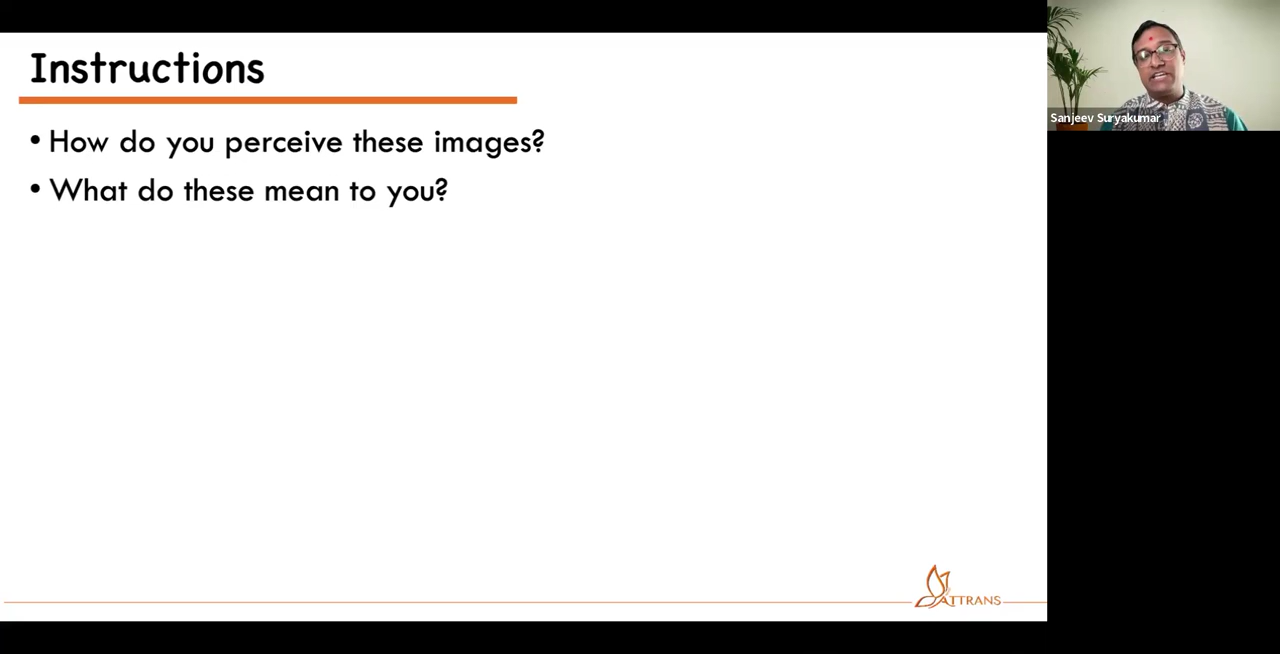 Instructions
• How do you perceive these images?
• What do these mean to you?
Sanjeev Suryakumar
ATTRANS